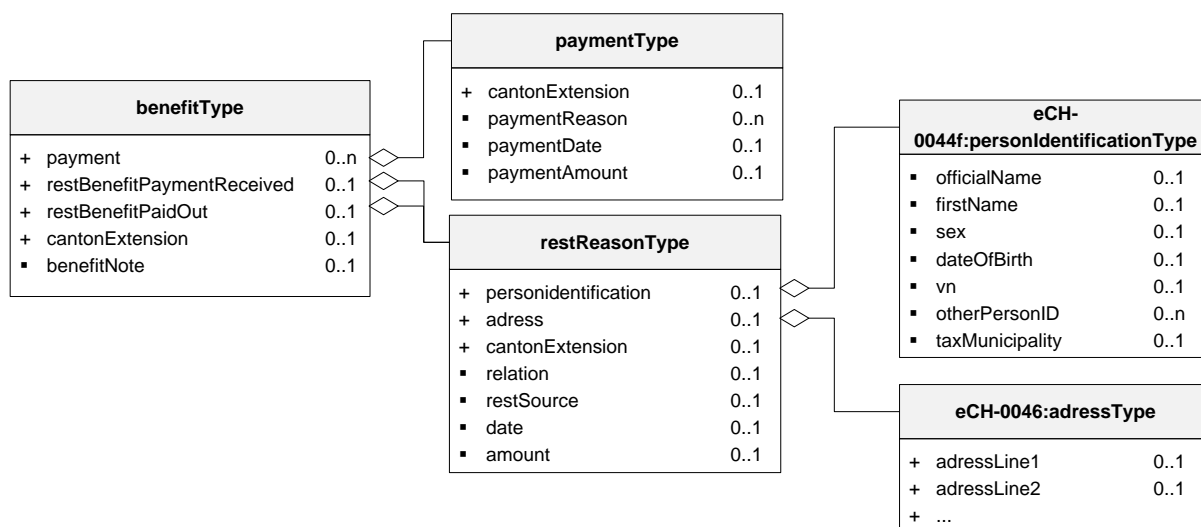 benefitType
+ payment 0..n
+ restBenefitPaymentReceived 0..1
+ restBenefitPaidOut 0..1
+ cantonExtension 0..1
▪ benefitNote 0..1
paymentType
+ cantonExtension 0..1
▪ paymentReason 0..n
▪ paymentDate 0..1
▪ paymentAmount 0..1
restReasonType
+ personidentification 0..1
+ adress 0..1
+ cantonExtension 0..1
▪ relation 0..1
▪ restSource 0..1
▪ date 0..1
▪ amount 0..1
eCH-
0044f:personIdentificationType
▪ officialName 0..1
▪ firstName 0..1
▪ sex 0..1
▪ dateOfBirth 0..1
▪ vn 0..1
▪ otherPersonID 0..n
▪ taxMunicipality 0..1
eCH-0046:adressType
+ adressLine1 0..1
+ adressLine2 0..1
+ ...